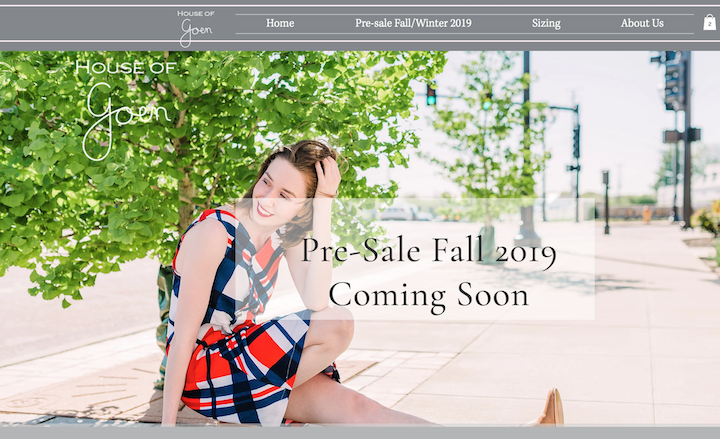 House of
Goen
Home
Pre-sale Fall/Winter 2019
Sizing
About Us
2
House of
Goen
Pre-Sale Fall 2019
Coming Soon